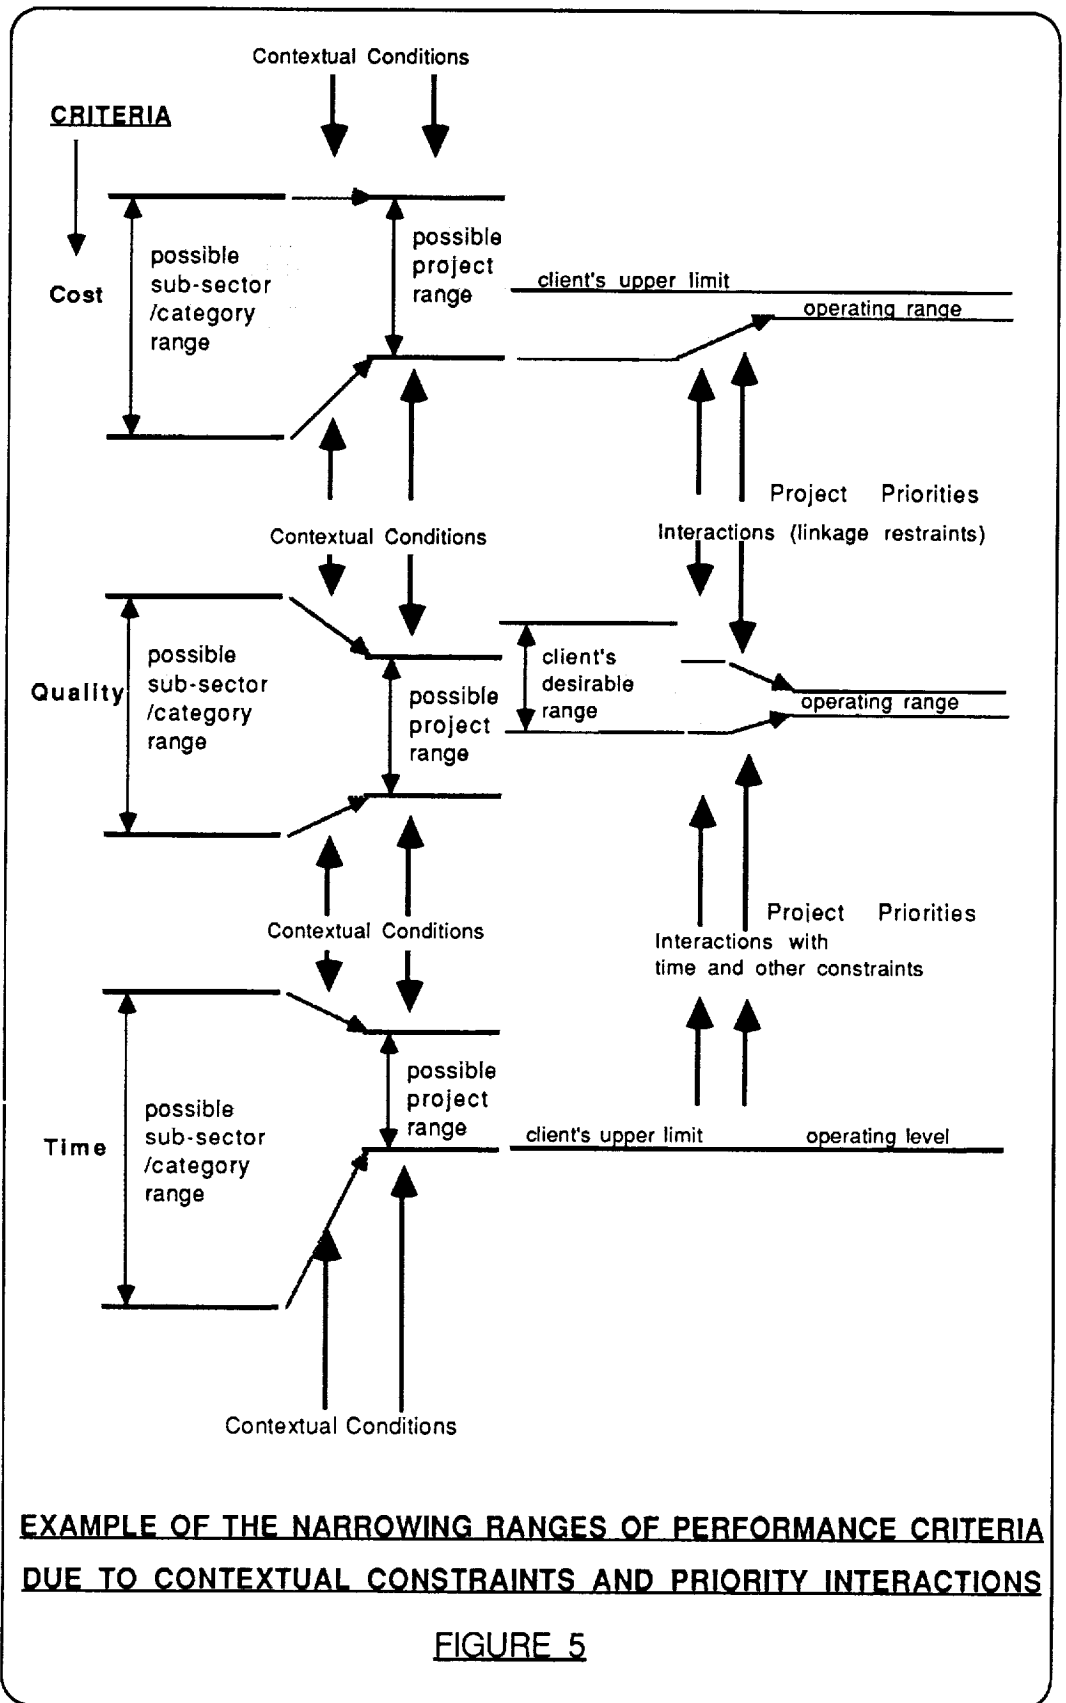 Contextual Conditions
CRITERIA
possible
sub-sector
/category
range
possible
project
range
Cost
client's upper limit
operating range
Project Priorities
Interactions (linkage restraints)
Contextual Conditions
possible
sub-sector
/category
range
Quality
possible
project
range
client's
desirable
range
operating range
Project Priorities
Interactions with
time and other constraints
Contextual Conditions
possible
sub-sector
/category
range
Time
possible
project
range
client's upper limit
operating level
Contextual Conditions
EXAMPLE OF THE NARROWING RANGES OF PERFORMANCE CRITERIA
DUE TO CONTEXTUAL CONSTRAINTS AND PRIORITY INTERACTIONS
FIGURE 5